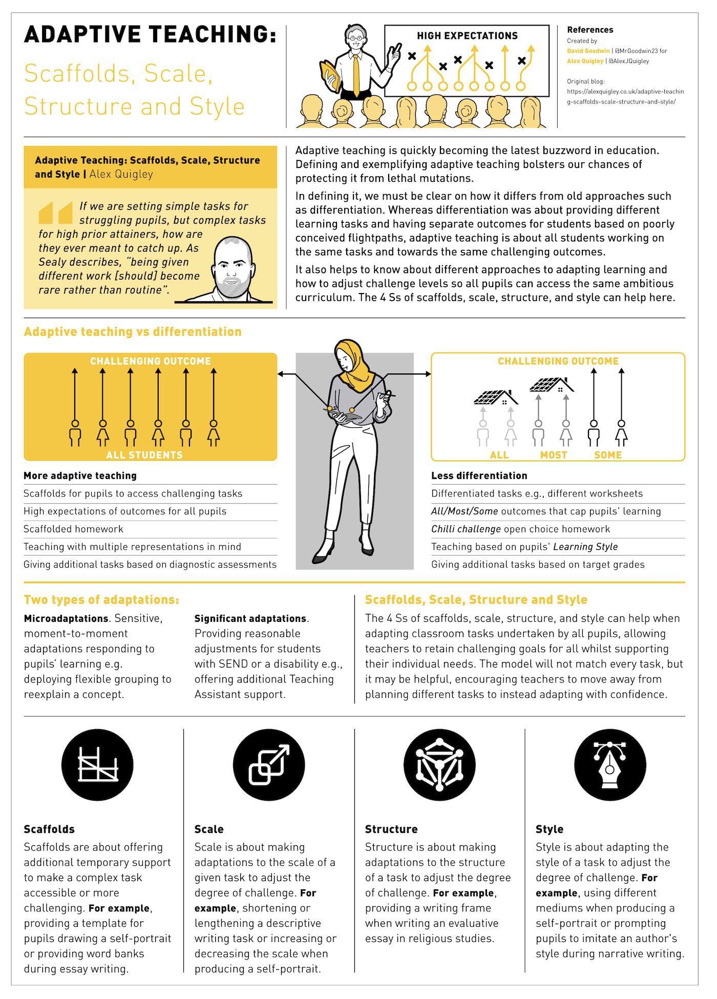 ADAPTIVE TEACHING:
Scaffolds, Scale,
Structure and Style
HIGH EXPECTATIONS
References
Created by
David Goodwin | @MrGoodwin23 for
Alex Quigley | @AlexJQuigley
Original blog:
https://alexquigley.co.uk/adaptive-teachin
g-scaffolds-scale-structure-and-style/
Adaptive Teaching: Scaffolds, Scale, Structure
and Style | Alex Quigley
If we are setting simple tasks for
struggling pupils, but complex tasks
for high prior attainers, how are
they ever meant to catch up. As
Sealy describes, “being given
different work [should] become
rare rather than routine”.
Adaptive teaching is quickly becoming the latest buzzword in education.
Defining and exemplifying adaptive teaching bolsters our chances of
protecting it from lethal mutations.
In defining it, we must be clear on how it differs from old approaches such
as differentiation. Whereas differentiation was about providing different
learning tasks and having separate outcomes for students based on poorly
conceived flightpaths, adaptive teaching is about all students working on
the same tasks and towards the same challenging outcomes.
It also helps to know about different approaches to adapting learning and
how to adjust challenge levels so all pupils can access the same ambitious
curriculum. The 4 Ss of scaffolds, scale, structure, and style can help here.
Adaptive teaching vs differentiation
CHALLENGING OUTCOME
ALL STUDENTS
More adaptive teaching
Scaffolds for pupils to access challenging tasks
High expectations of outcomes for all pupils
Scaffolded homework
Teaching with multiple representations in mind
Giving additional tasks based on diagnostic assessments
CHALLENGING OUTCOME
ALL MOST SOME
Less differentiation
Differentiated tasks e.g., different worksheets
All/Most/Some outcomes that cap pupils' learning
Chilli challenge open choice homework
Teaching based on pupils' Learning Style
Giving additional tasks based on target grades
Two types of adaptations:
Microadaptations. Sensitive,
moment-to-moment
adaptations responding to
pupils’ learning e.g.
deploying flexible grouping to
reexplain a concept.
Significant adaptations.
Providing reasonable
adjustments for students
with SEND or a disability e.g.,
offering additional Teaching
Assistant support.
Scaffolds, Scale, Structure and Style
The 4 Ss of scaffolds, scale, structure, and style can help when
adapting classroom tasks undertaken by all pupils, allowing
teachers to retain challenging goals for all whilst supporting
their individual needs. The model will not match every task, but
it may be helpful, encouraging teachers to move away from
planning different tasks to instead adapting with confidence.
Scaffolds
Scaffolds are about offering
additional temporary support
to make a complex task
accessible or more
challenging. For example,
providing a template for
pupils drawing a self-portrait
or providing word banks
during essay writing.
Scale
Scale is about making
adaptations to the scale of a
given task to adjust the
degree of challenge. For
example, shortening or
lengthening a descriptive
writing task or increasing or
decreasing the scale when
producing a self-portrait.
Structure
Structure is about making
adaptations to the structure
of a task to adjust the degree
of challenge. For example,
providing a writing frame
when writing an evaluative
essay in religious studies.
Style
Style is about adapting the
style of a task to adjust the
degree of challenge. For
example, using different
mediums when producing a
self-portrait or prompting
pupils to imitate an author's
style during narrative writing.